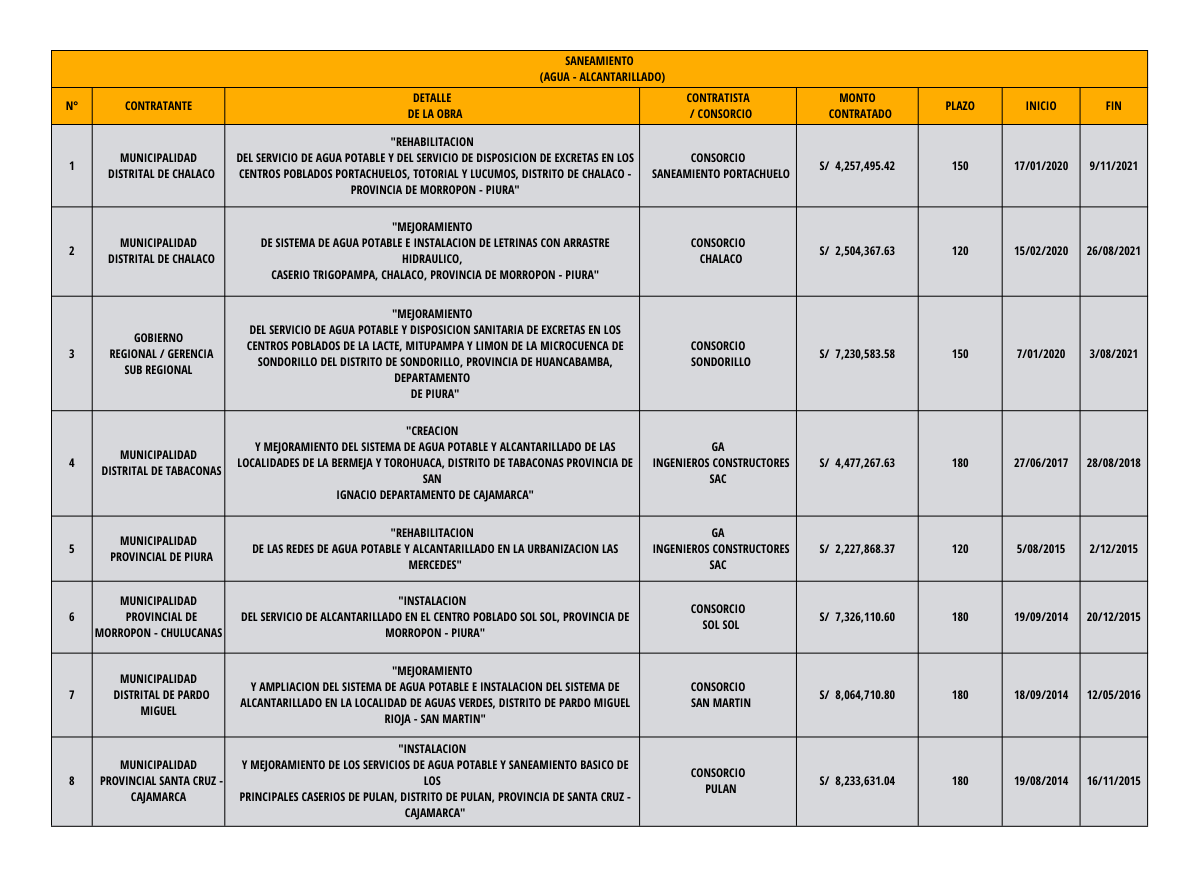 SANEAMIENTO
(AGUA - ALCANTARILLADO)
N°
CONTRATANTE
DETALLE
DE LA OBRA
CONTRATISTA
/ CONSORCIO
MONTO
CONTRATADO
PLAZO
INICIO
FIN
1
MUNICIPALIDAD
DISTRITAL DE CHALACO
"REHABILITACION
DEL SERVICIO DE AGUA POTABLE Y DEL SERVICIO DE DISPOSICION DE EXCRETAS EN LOS
CENTROS POBLADOS PORTACHUELOS, TOTORIAL Y LUCUMOS, DISTRITO DE CHALACO -
PROVINCIA DE MORROPON - PIURA"
CONSORCIO
SANEAMIENTO PORTACHUELO
S/ 4,257,495.42
150
17/01/2020
9/11/2021
2
MUNICIPALIDAD
DISTRITAL DE CHALACO
"MEJORAMIENTO
DE SISTEMA DE AGUA POTABLE E INSTALACION DE LETRINAS CON ARRASTRE
HIDRAULICO,
CASERIO TRIGOPAMPA, CHALACO, PROVINCIA DE MORROPON - PIURA"
CONSORCIO
CHALACO
S/ 2,504,367.63
120
15/02/2020
26/08/2021
3
GOBIERNO
REGIONAL / GERENCIA
SUB REGIONAL
"MEJORAMIENTO
DEL SERVICIO DE AGUA POTABLE Y DISPOSICION SANITARIA DE EXCRETAS EN LOS
CENTROS POBLADOS DE LA LACTE, MITUPAMPA Y LIMON DE LA MICROCUENCA DE
SONDORILLO DEL DISTRITO DE SONDORILLO, PROVINCIA DE HUANCABAMBA,
DEPARTAMENTO
DE PIURA"
CONSORCIO
SONDORILLO
S/ 7,230,583.58
150
7/01/2020
3/08/2021
4
MUNICIPALIDAD
DISTRITAL DE TABACONAS
"CREACION
Y MEJORAMIENTO DEL SISTEMA DE AGUA POTABLE Y ALCANTARILLADO DE LAS
LOCALIDADES DE LA BERMEJA Y TOROHUACA, DISTRITO DE TABACONAS PROVINCIA DE
SAN
IGNACIO DEPARTAMENTO DE CAJAMARCA"
GA
INGENIEROS CONSTRUCTORES
SAC
S/ 4,477,267.63
180
27/06/2017
28/08/2018
5
MUNICIPALIDAD
PROVINCIAL DE PIURA
"REHABILITACION
DE LAS REDES DE AGUA POTABLE Y ALCANTARILLADO EN LA URBANIZACION LAS
MERCEDES"
GA
INGENIEROS CONSTRUCTORES
SAC
S/ 2,227,868.37
120
5/08/2015
2/12/2015
6
MUNICIPALIDAD
PROVINCIAL DE
MORROPON - CHULUCANAS
"INSTALACION
DEL SERVICIO DE ALCANTARILLADO EN EL CENTRO POBLADO SOL SOL, PROVINCIA DE
MORROPON - PIURA"
CONSORCIO
SOL SOL
S/ 7,326,110.60
180
19/09/2014
20/12/2015
7
MUNICIPALIDAD
DISTRITAL DE PARDO
MIGUEL
"MEJORAMIENTO
Y AMPLIACION DEL SISTEMA DE AGUA POTABLE E INSTALACION DEL SISTEMA DE
ALCANTARILLADO EN LA LOCALIDAD DE AGUAS VERDES, DISTRITO DE PARDO MIGUEL
RIOJA - SAN MARTIN"
CONSORCIO
SAN MARTIN
S/ 8,064,710.80
180
18/09/2014
12/05/2016
8
MUNICIPALIDAD
PROVINCIAL SANTA CRUZ -
CAJAMARCA
"INSTALACION
Y MEJORAMIENTO DE LOS SERVICIOS DE AGUA POTABLE Y SANEAMIENTO BASICO DE
LOS
PRINCIPALES CASERIOS DE PULAN, DISTRITO DE PULAN, PROVINCIA DE SANTA CRUZ -
CAJAMARCA"
CONSORCIO
PULAN
S/ 8,233,631.04
180
19/08/2014
16/11/2015